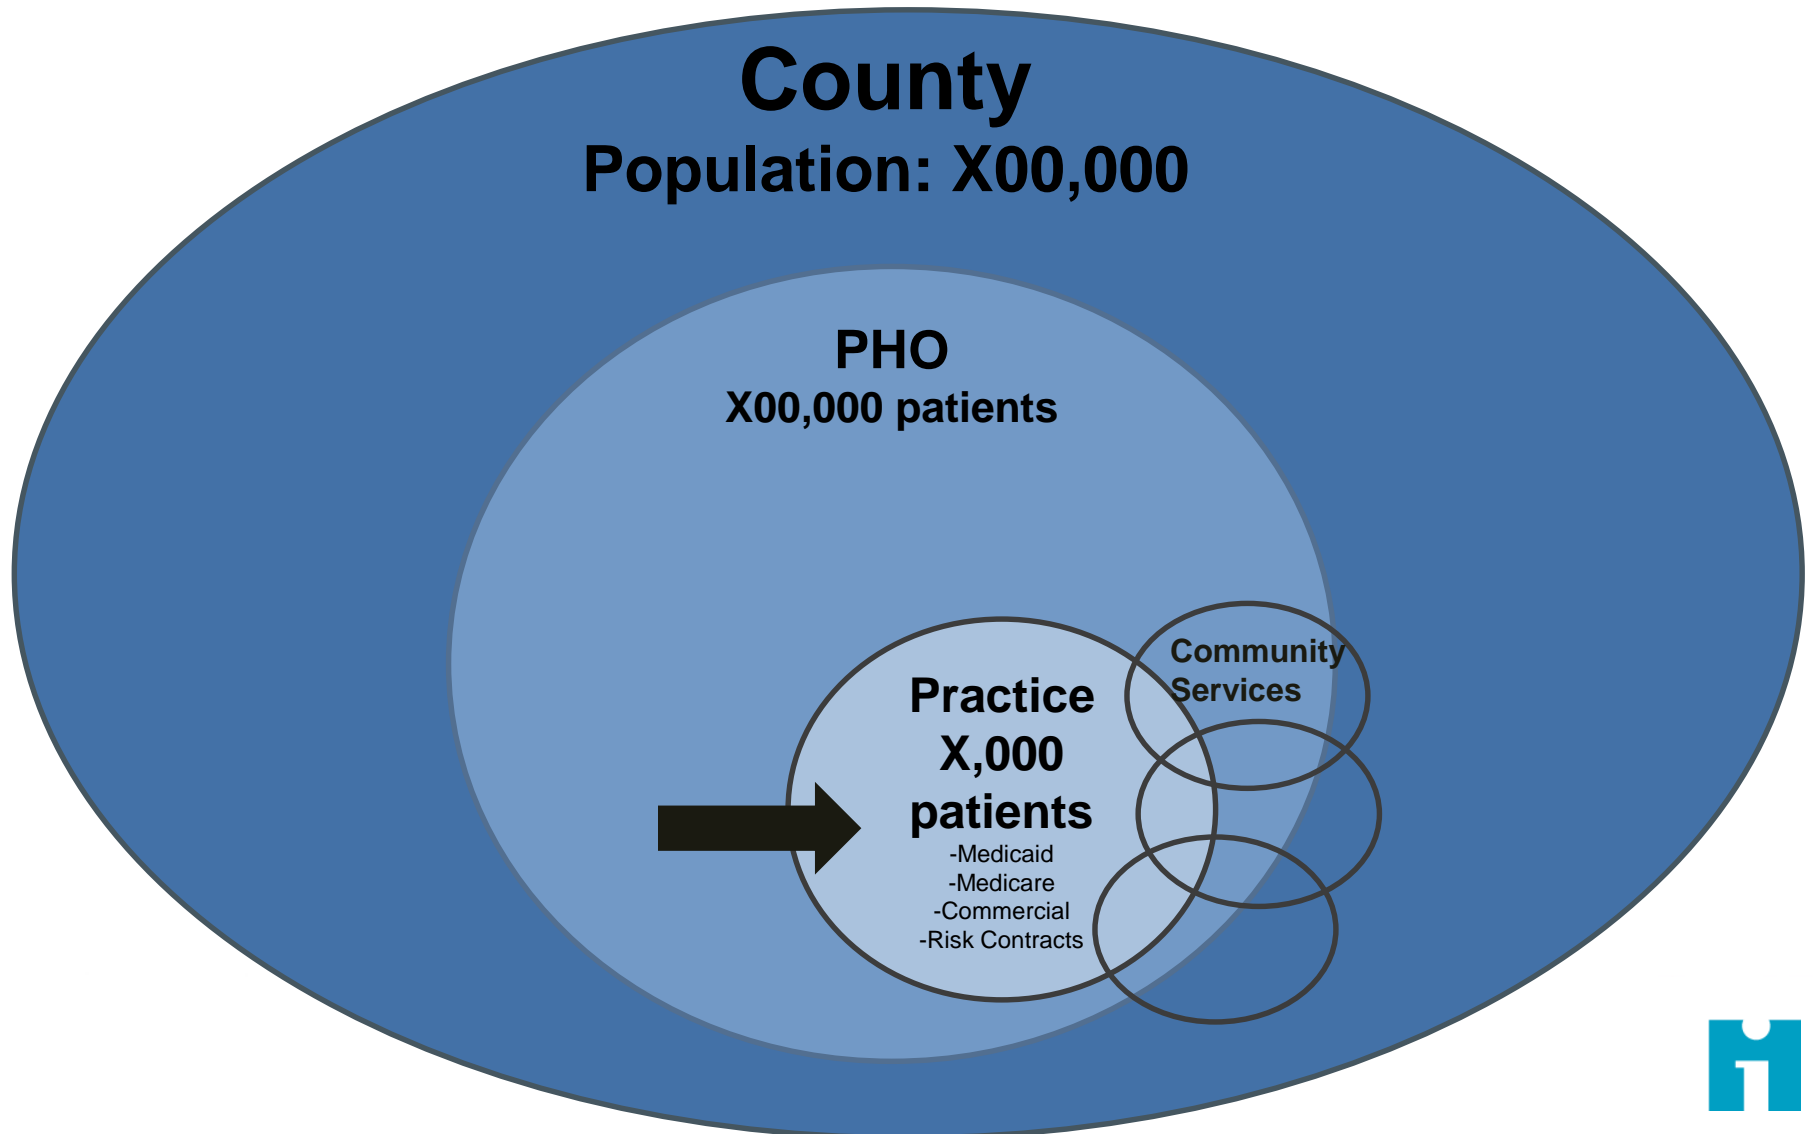 County
Population: X00,000
PHO
X00,000 patients
Community
Services
Practice
X,000
patients
-Medicaid
-Medicare
-Commercial
-Risk Contracts